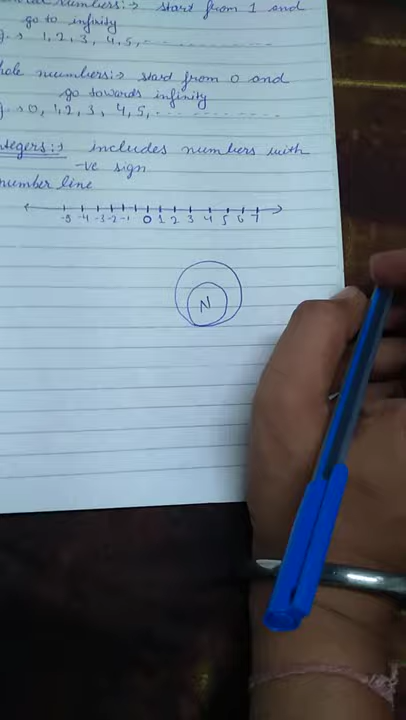 numbers:→ start from 1 and
go to infinity
→ 1, 2, 3, 4, 5, ------------
numbers:→ start from 0 and
go towards infinity
→ 0, 1, 2, 3, 4, 5, ------------
ntegers:→ includes numbers with
-ve sign
number line
-5 -4 -3 -2 -1 0 1 2 3 4 5 6 7
N